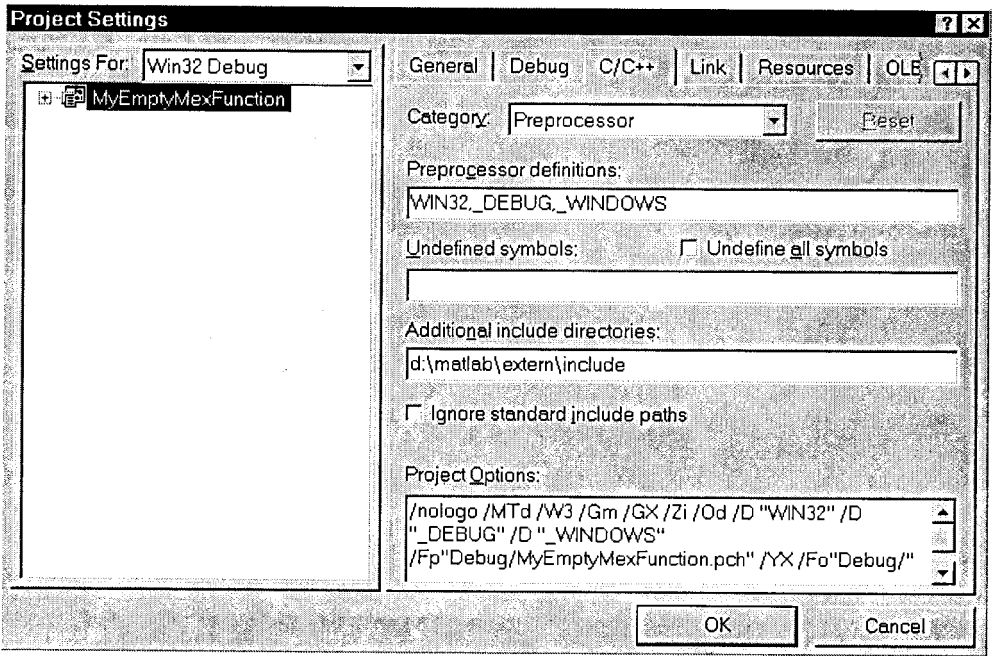 Project Settings
Settings For: Win32 Debug
MyEmptyMexFunction
General Debug C/C++ Link Resources OLE
Category: Preprocessor Reset
Preprocessor definitions:
WIN32,_DEBUG,_WINDOWS
Undefined symbols: Undefine all symbols
Additional include directories:
d:\matlab\extern\include
Ignore standard include paths
Project Options:
/nologo /MTd /W3 /Gm /GX /Zi /Od /D "WIN32" /D
"_DEBUG" /D "_WINDOWS"
/Fp"Debug/MyEmptyMexFunction.pch" /YX /Fo"Debug/"
OK Cancel